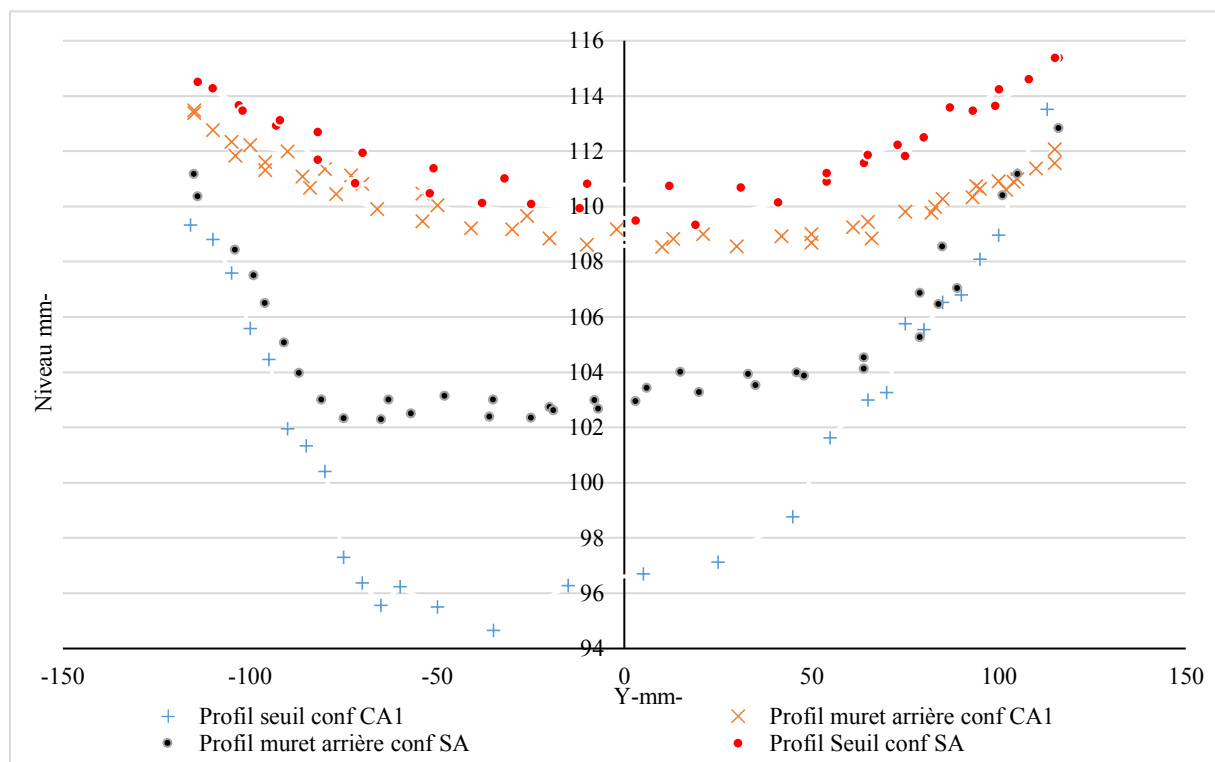 116
114
112
110
108
106
104
102
100
98
96
94
Niveau mm-
-150 -100 -50 0 50 100 150
Y-mm-
Profil seuil conf CA1 Profil muret arrière conf CA1
Profil muret arrière conf SA Profil Seuil conf SA